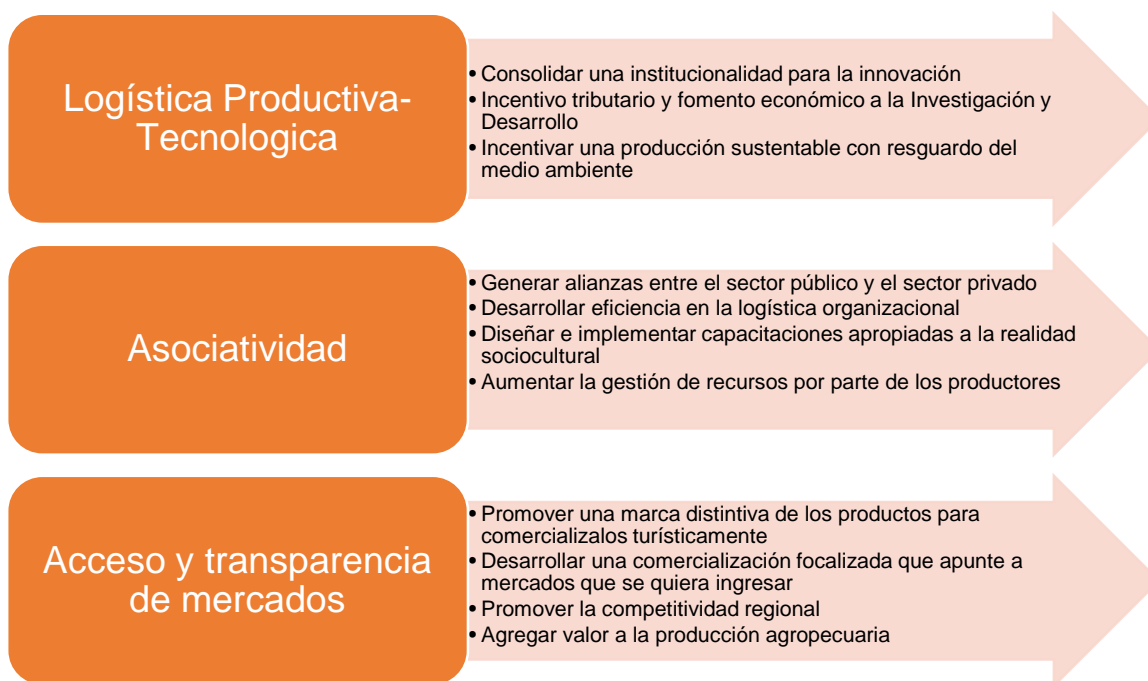 Logística Productiva-
Tecnologica
• Consolidar una institucionalidad para la innovación
• Incentivo tributario y fomento económico a la Investigación y
Desarrollo
• Incentivar una producción sustentable con resguardo del
medio ambiente
Asociatividad
• Generar alianzas entre el sector público y el sector privado
• Desarrollar eficiencia en la logística organizacional
• Diseñar e implementar capacitaciones apropiadas a la realidad
sociocultural
• Aumentar la gestión de recursos por parte de los productores
Acceso y transparencia
de mercados
• Promover una marca distintiva de los productos para
comercializalos turísticamente
• Desarrollar una comercialización focalizada que apunte a
mercados que se quiera ingresar
• Promover la competitividad regional
• Agregar valor a la producción agropecuaria